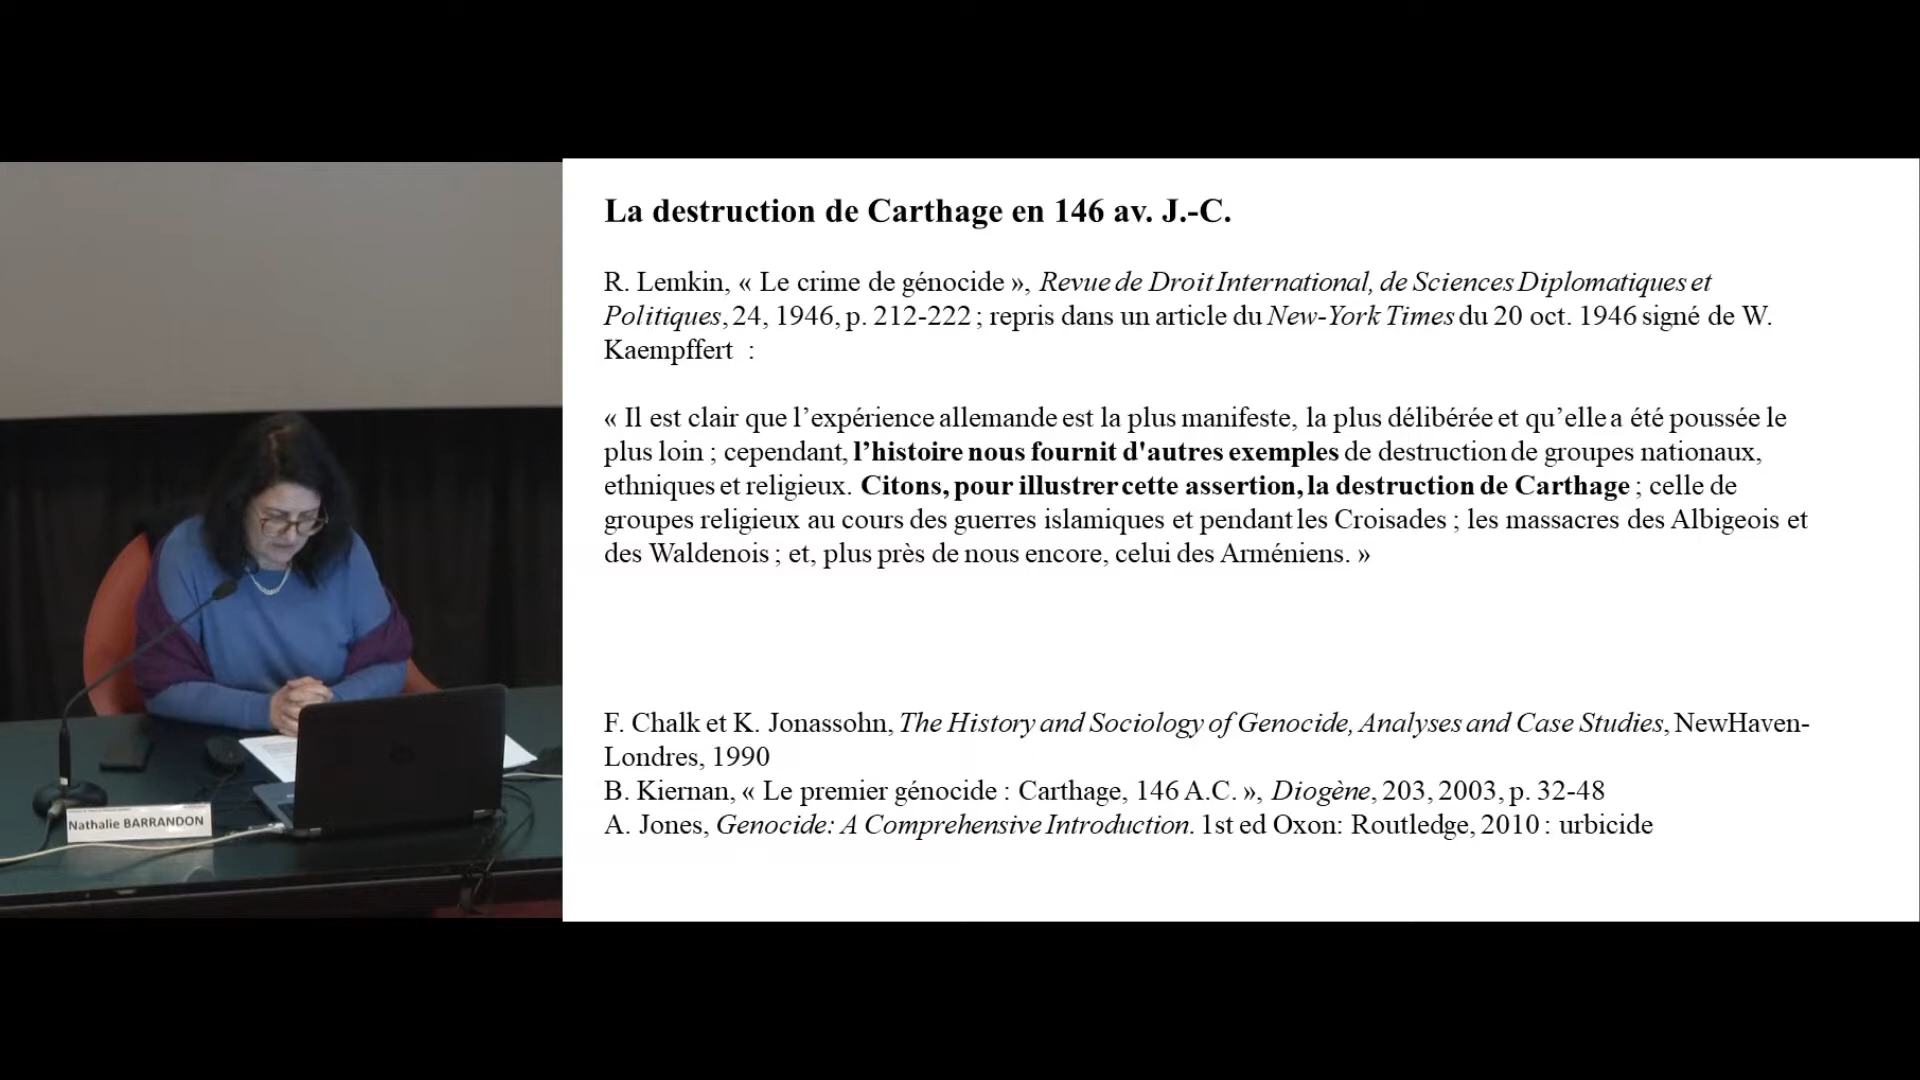 La destruction de Carthage en 146 av. J.-C.
R. Lemkin, « Le crime de génocide », Revue de Droit International, de Sciences Diplomatiques et
Politiques, 24, 1946, p. 212-222 ; repris dans un article du New-York Times du 20 oct. 1946 signé de W.
Kaempffert :
« Il est clair que l’expérience allemande est la plus manifeste, la plus délibérée et qu’elle a été poussée le
plus loin ; cependant, l’histoire nous fournit d'autres exemples de destruction de groupes nationaux,
ethniques et religieux. Citons, pour illustrer cette assertion, la destruction de Carthage ; celle de
groupes religieux au cours des guerres islamiques et pendant les Croisades ; les massacres des Albigeois et
des Waldenois ; et, plus près de nous encore, celui des Arméniens. »
F. Chalk et K. Jonassohn, The History and Sociology of Genocide, Analyses and Case Studies, NewHaven-
Londres, 1990
B. Kiernan, « Le premier génocide : Carthage, 146 A.C. », Diogène, 203, 2003, p. 32-48
A. Jones, Genocide: A Comprehensive Introduction. 1st ed Oxon: Routledge, 2010 : urbicide
Nathalie BARRANDON